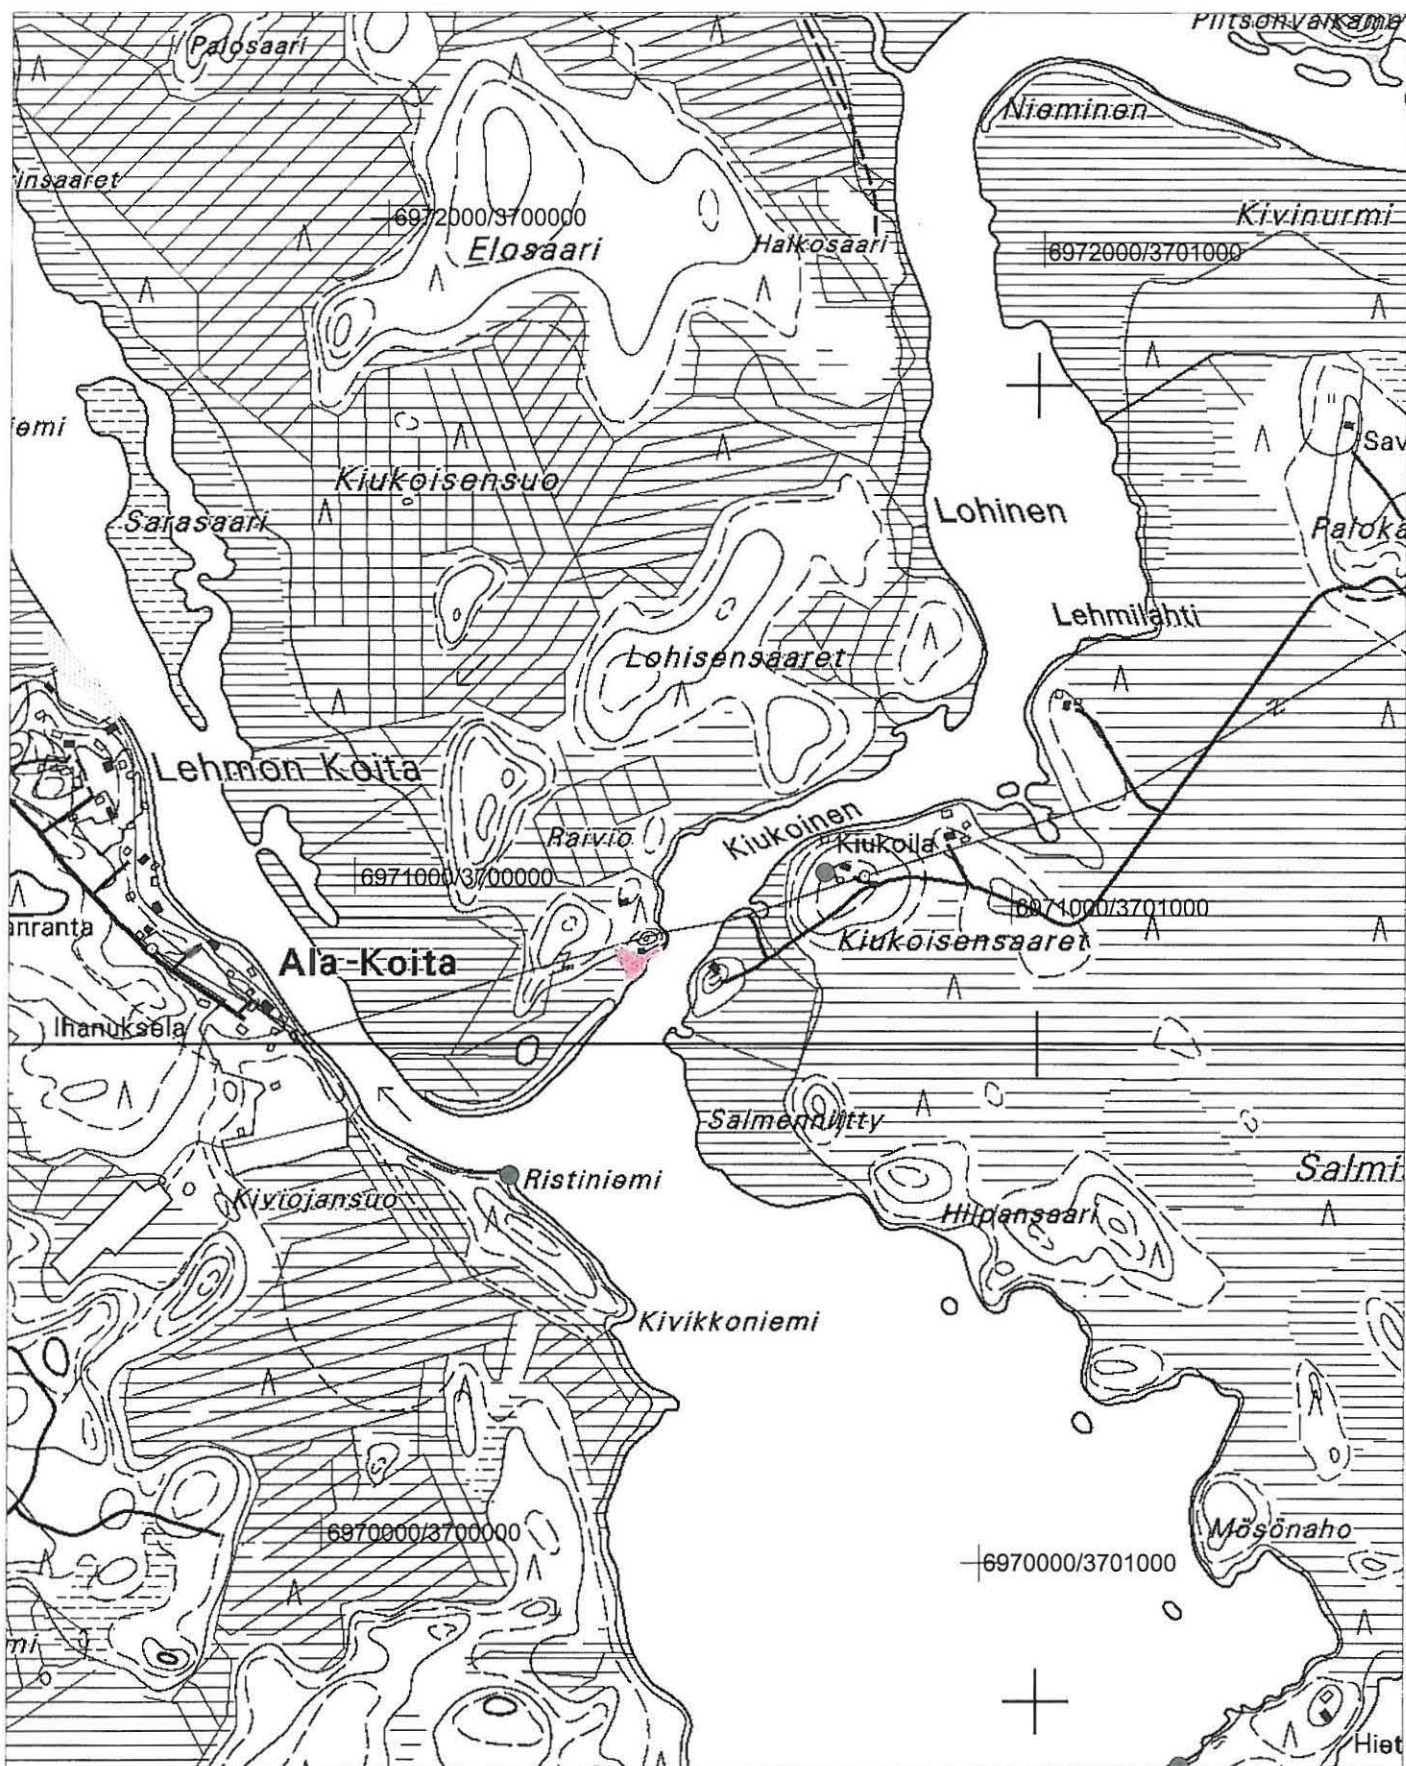 Piitsonvaikama
Palosaari
Nieminen
insaaret
6972000/3700000
Kivinurmi
Elosaari
Halkosaari
6972000/3701000
iemi
Sav
Kiukoisensuo
Lohinen
Sarasaari
Paloka
Lehmilahti
Lohisensaaret
Lehmon Koita
Kiukoinen
Raivio
Kiukoila
6971000/3700000
6971000/3701000
anranta
Kiukoisensaaret
Ala-Koita
Ihanuksela
Salmenniitty
Salmi
Ristiniemi
Kiviojansuo
Hilpansaari
Kivikkoniemi
6970000/3700000
Mösönaho
6970000/3701000
mi
Hiet